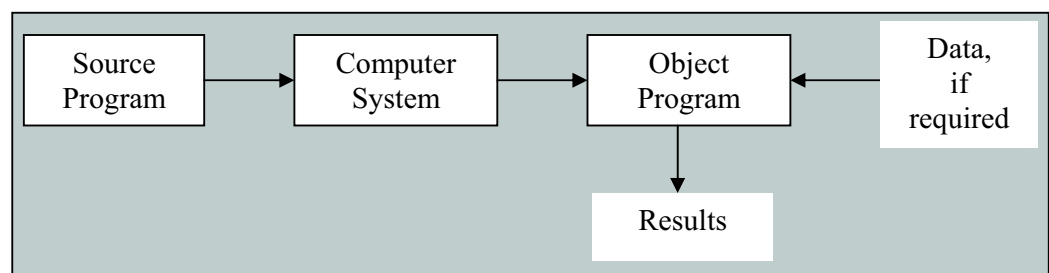 Source
Program
Computer
System
Object
Program
Data,
if
required
Results